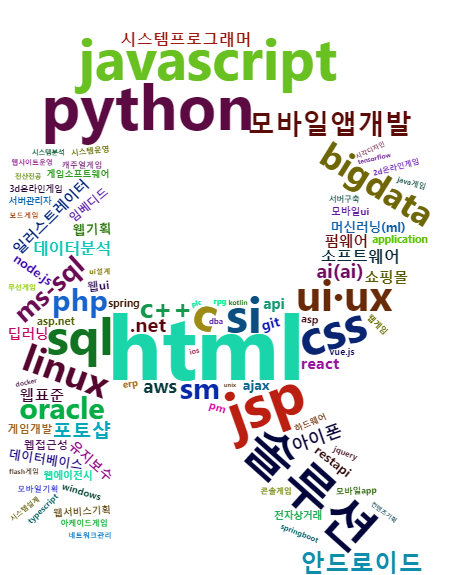 시스템프로그래머
javascript
python
모바일앱개발
시스템분석 시스템운영
웹사이트운영 캐주얼게임
전산전공 게임소프트웨어
3d온라인게임 임베디드
서버관리자 일러스트레이터
보드게임 웹기획
데이터분석
시각디자인
tensorflow
2d온라인게임
java게임
bigdata
서버구축
모바일ui
머신러닝(ml)
펌웨어 application
소프트웨어
node.js ui설계
무선게임 ms-sql 웹ui
ai(ai) 쇼핑몰
php spring c++ c si api ui·ux
plc rpg kotlin
asp.net .net dba git asp css 웹게임
딥러닝 sql html vue.js
linux ios react
docker erp aws sm unix ajax
웹표준
oracle pm jsp
게임개발 포토샵 하드웨어
웹접근성 유지보수 솔루션 아이폰
데이터베이스 jquery
restapi
flash게임 웹에이전시
모바일기획 windows 콘솔게임 모바일app
시스템설계 typescript 웹서비스기획 컨텐츠기획
아케이드게임 전자상거래
네트워크관리 springboot
안드로이드